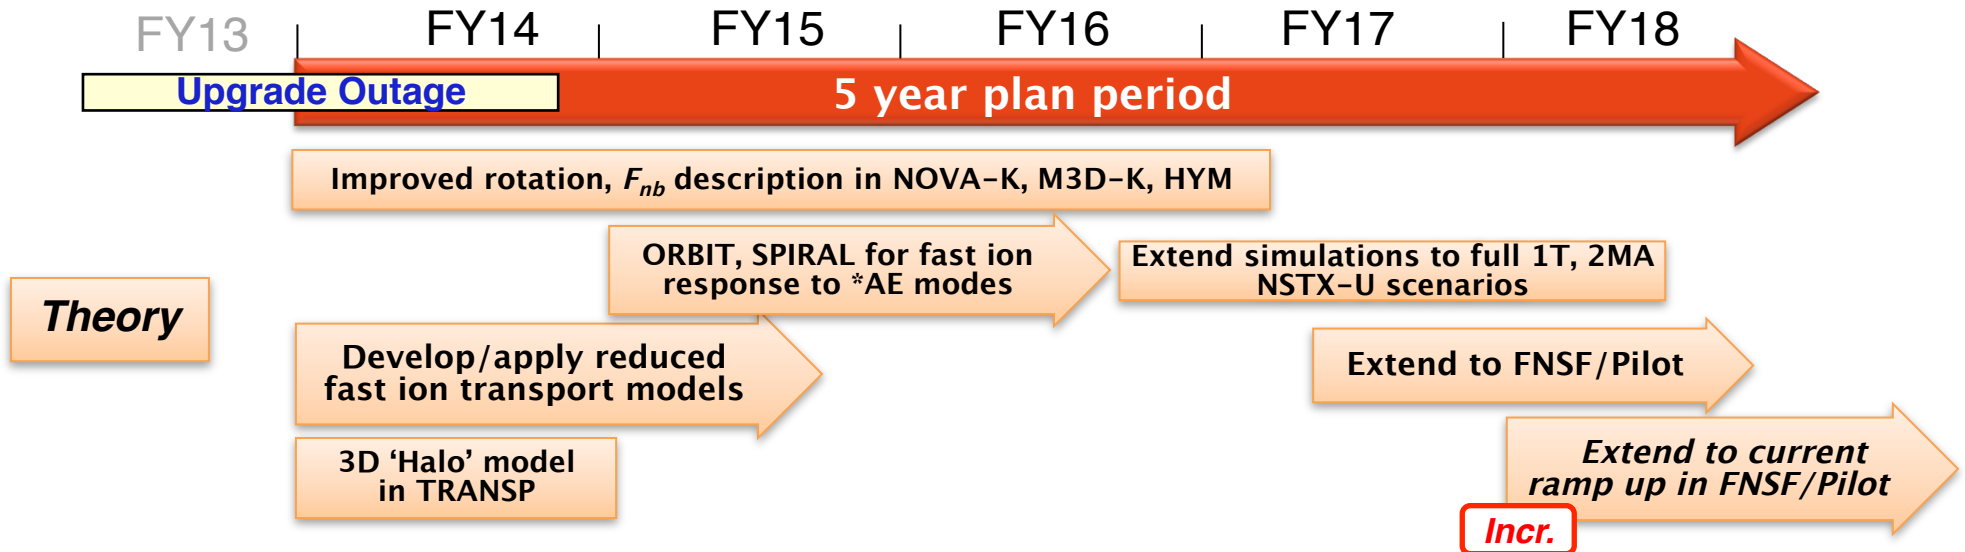 FY13 FY14 FY15 FY16 FY17 FY18
Upgrade Outage
5 year plan period
Improved rotation, Fnb description in NOVA-K, M3D-K, HYM
ORBIT, SPIRAL for fast ion
response to *AE modes
Extend simulations to full 1T, 2MA
NSTX-U scenarios
Theory
Develop/apply reduced
fast ion transport models
Extend to FNSF/Pilot
3D ‘Halo’ model
in TRANSP
Extend to current
ramp up in FNSF/Pilot
Incr.